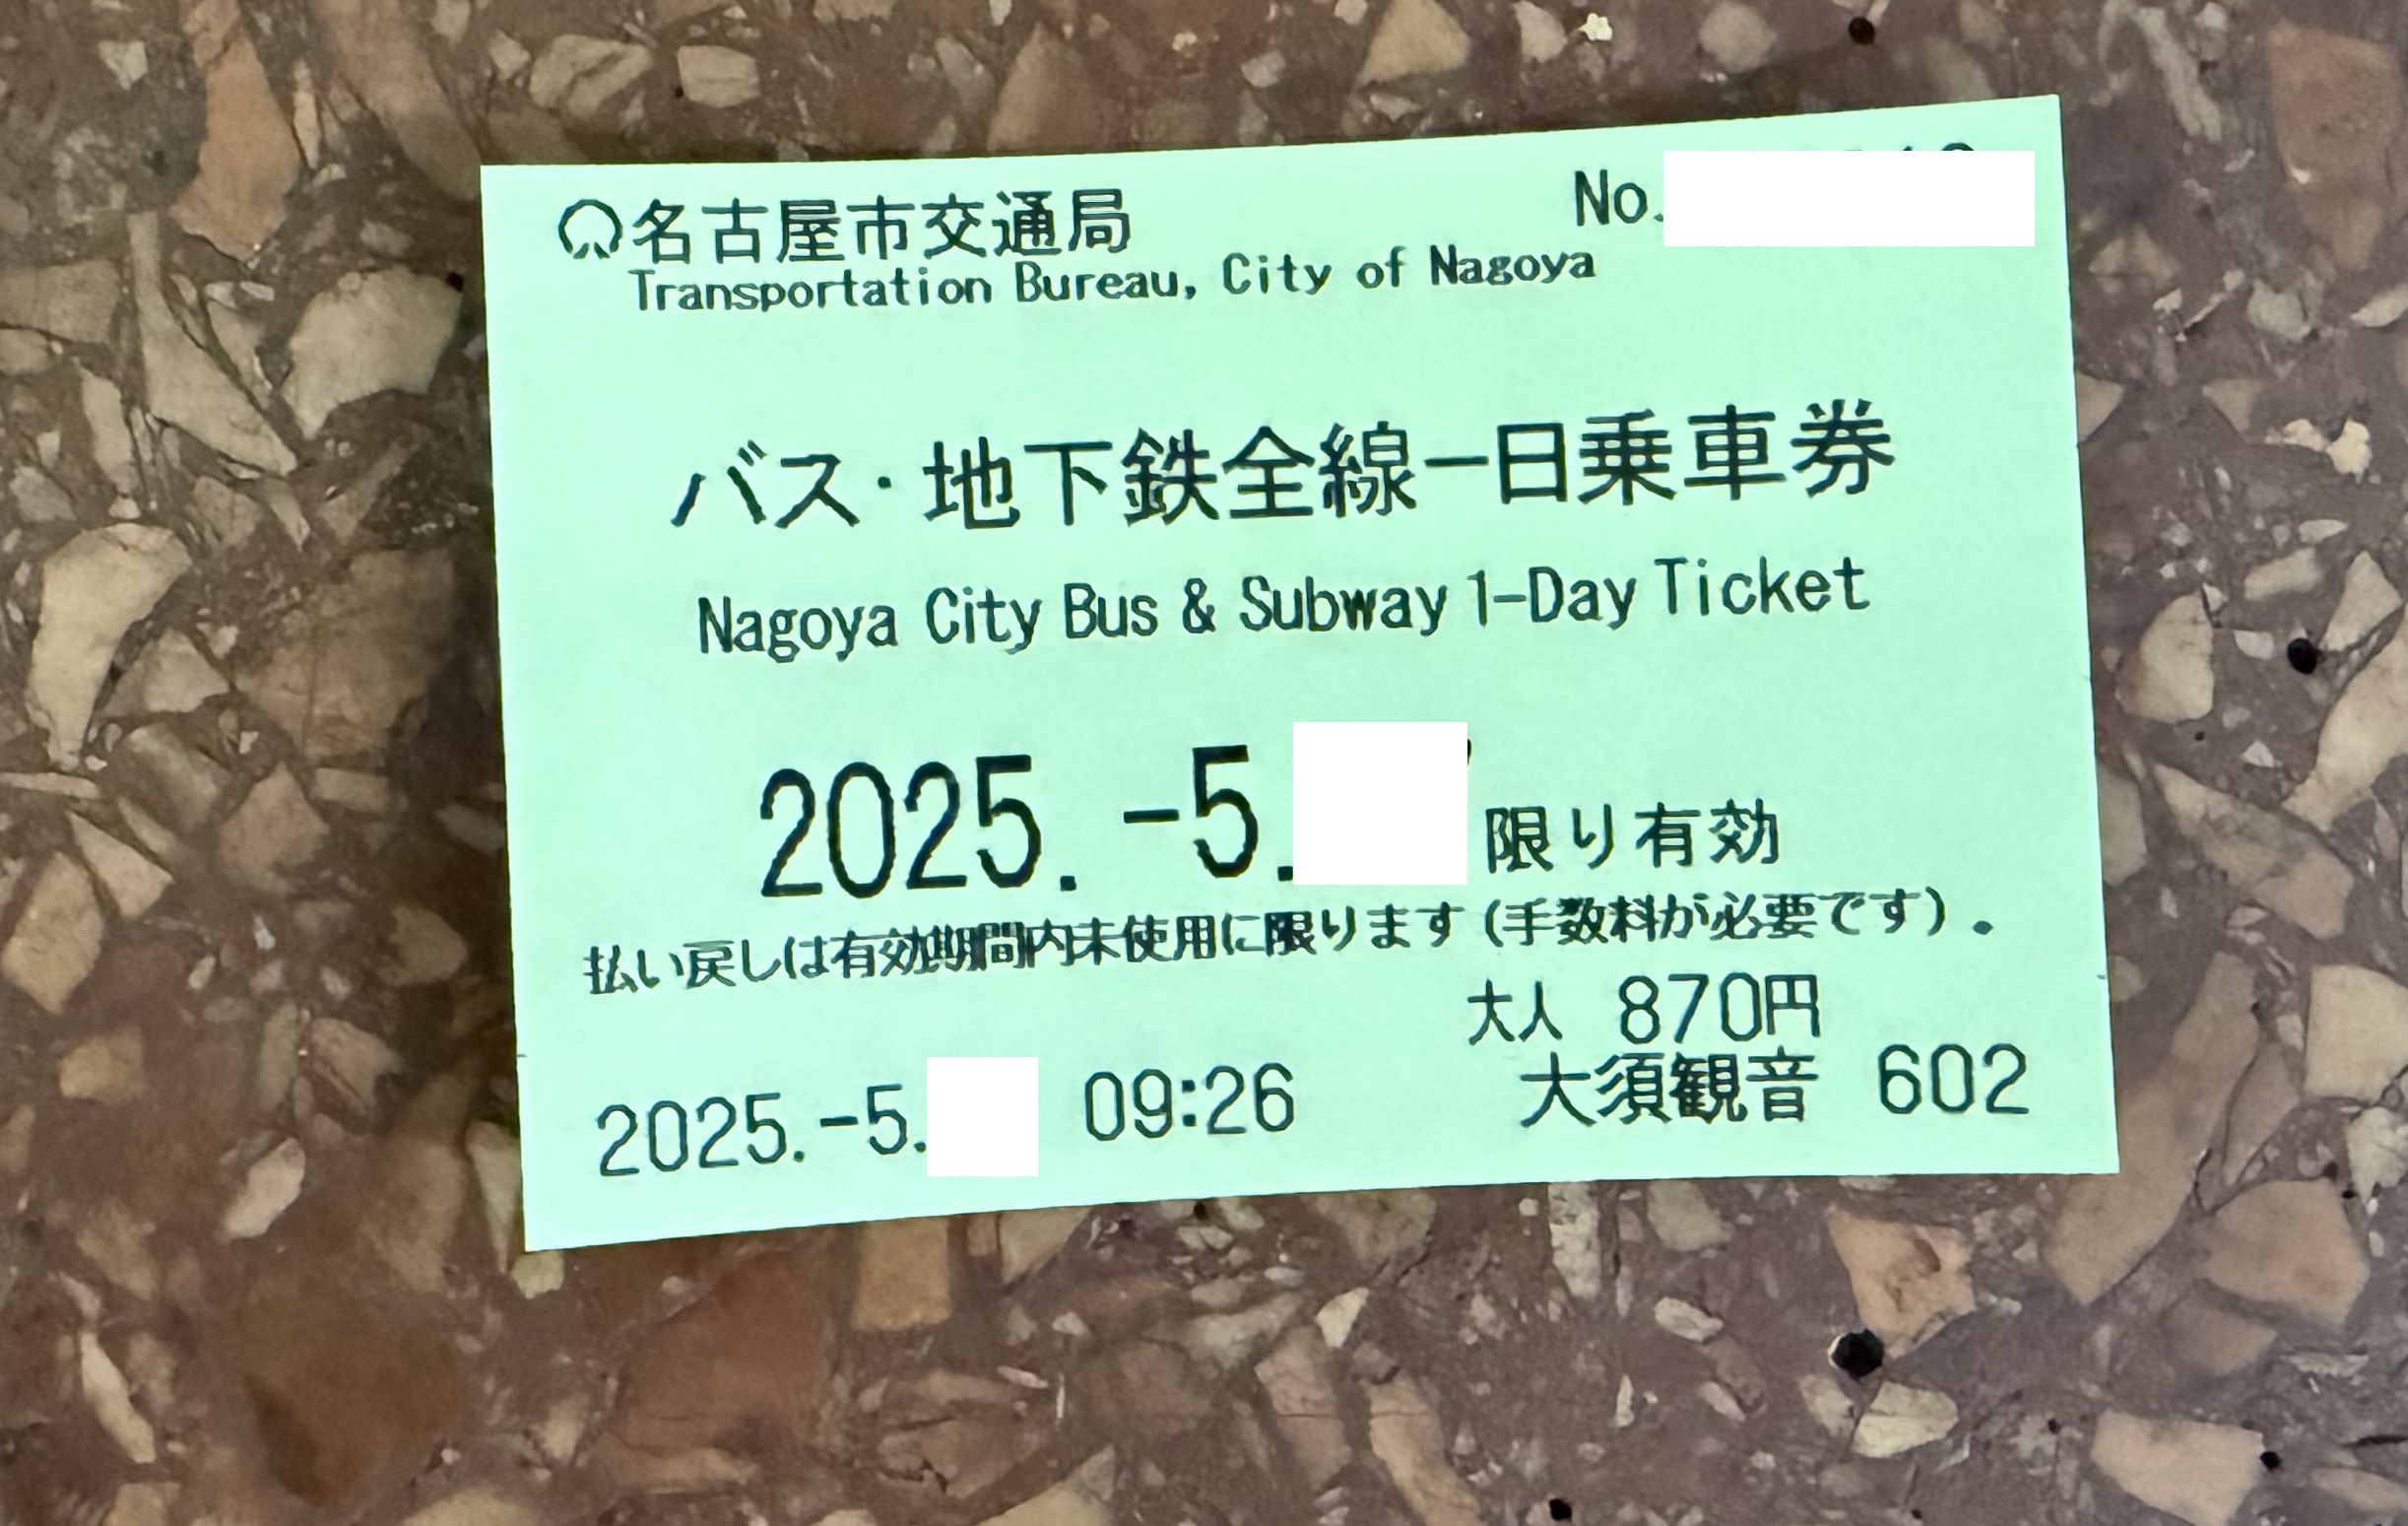 名古屋市交通局 No.
Transportation Bureau, City of Nagoya
バス・地下鉄全線一日乗車券
Nagoya City Bus & Subway 1-Day Ticket
2025. -5. 限り有効
払い戻しは有効期間内未使用に限ります(手数料が必要です)。
大人 870円
2025.-5. 09:26 大須観音 602